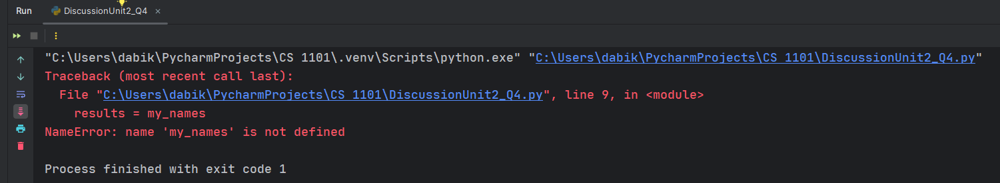 Run DiscussionUnit2_Q4 ×
"C:\Users\dabik\PycharmProjects\CS 1101\.venv\Scripts\python.exe" "C:\Users\dabik\PycharmProjects\CS 1101\DiscussionUnit2_Q4.py"
Traceback (most recent call last):
  File "C:\Users\dabik\PycharmProjects\CS 1101\DiscussionUnit2_Q4.py", line 9, in <module>
    results = my_names
NameError: name 'my_names' is not defined
Process finished with exit code 1